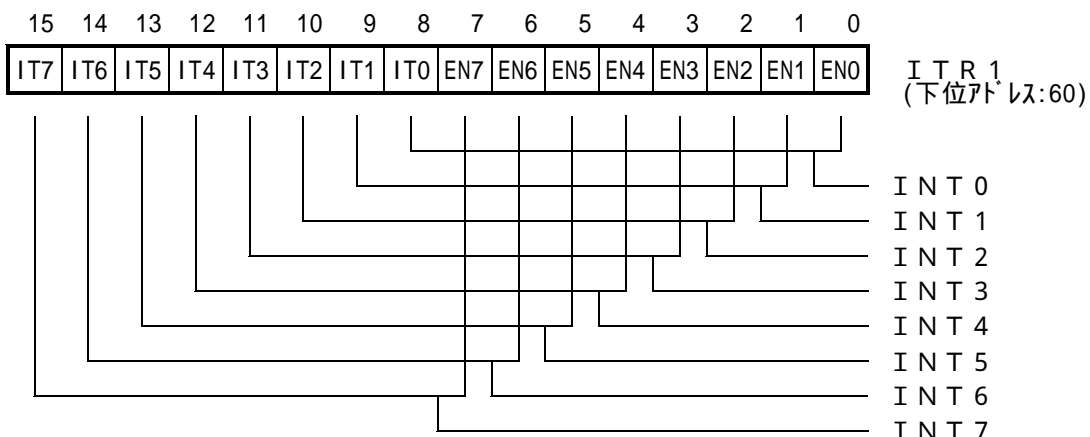 15 14 13 12 11 10 9 8 7 6 5 4 3 2 1 0
IT7 IT6 IT5 IT4 IT3 IT2 IT1 IT0 EN7 EN6 EN5 EN4 EN3 EN2 EN1 EN0 ＩＴＲ１
(下位ｱﾄﾞﾚｽ:60)
ＩＮＴ０
ＩＮＴ１
ＩＮＴ２
ＩＮＴ３
ＩＮＴ４
ＩＮＴ５
ＩＮＴ６
ＩＮＴ７